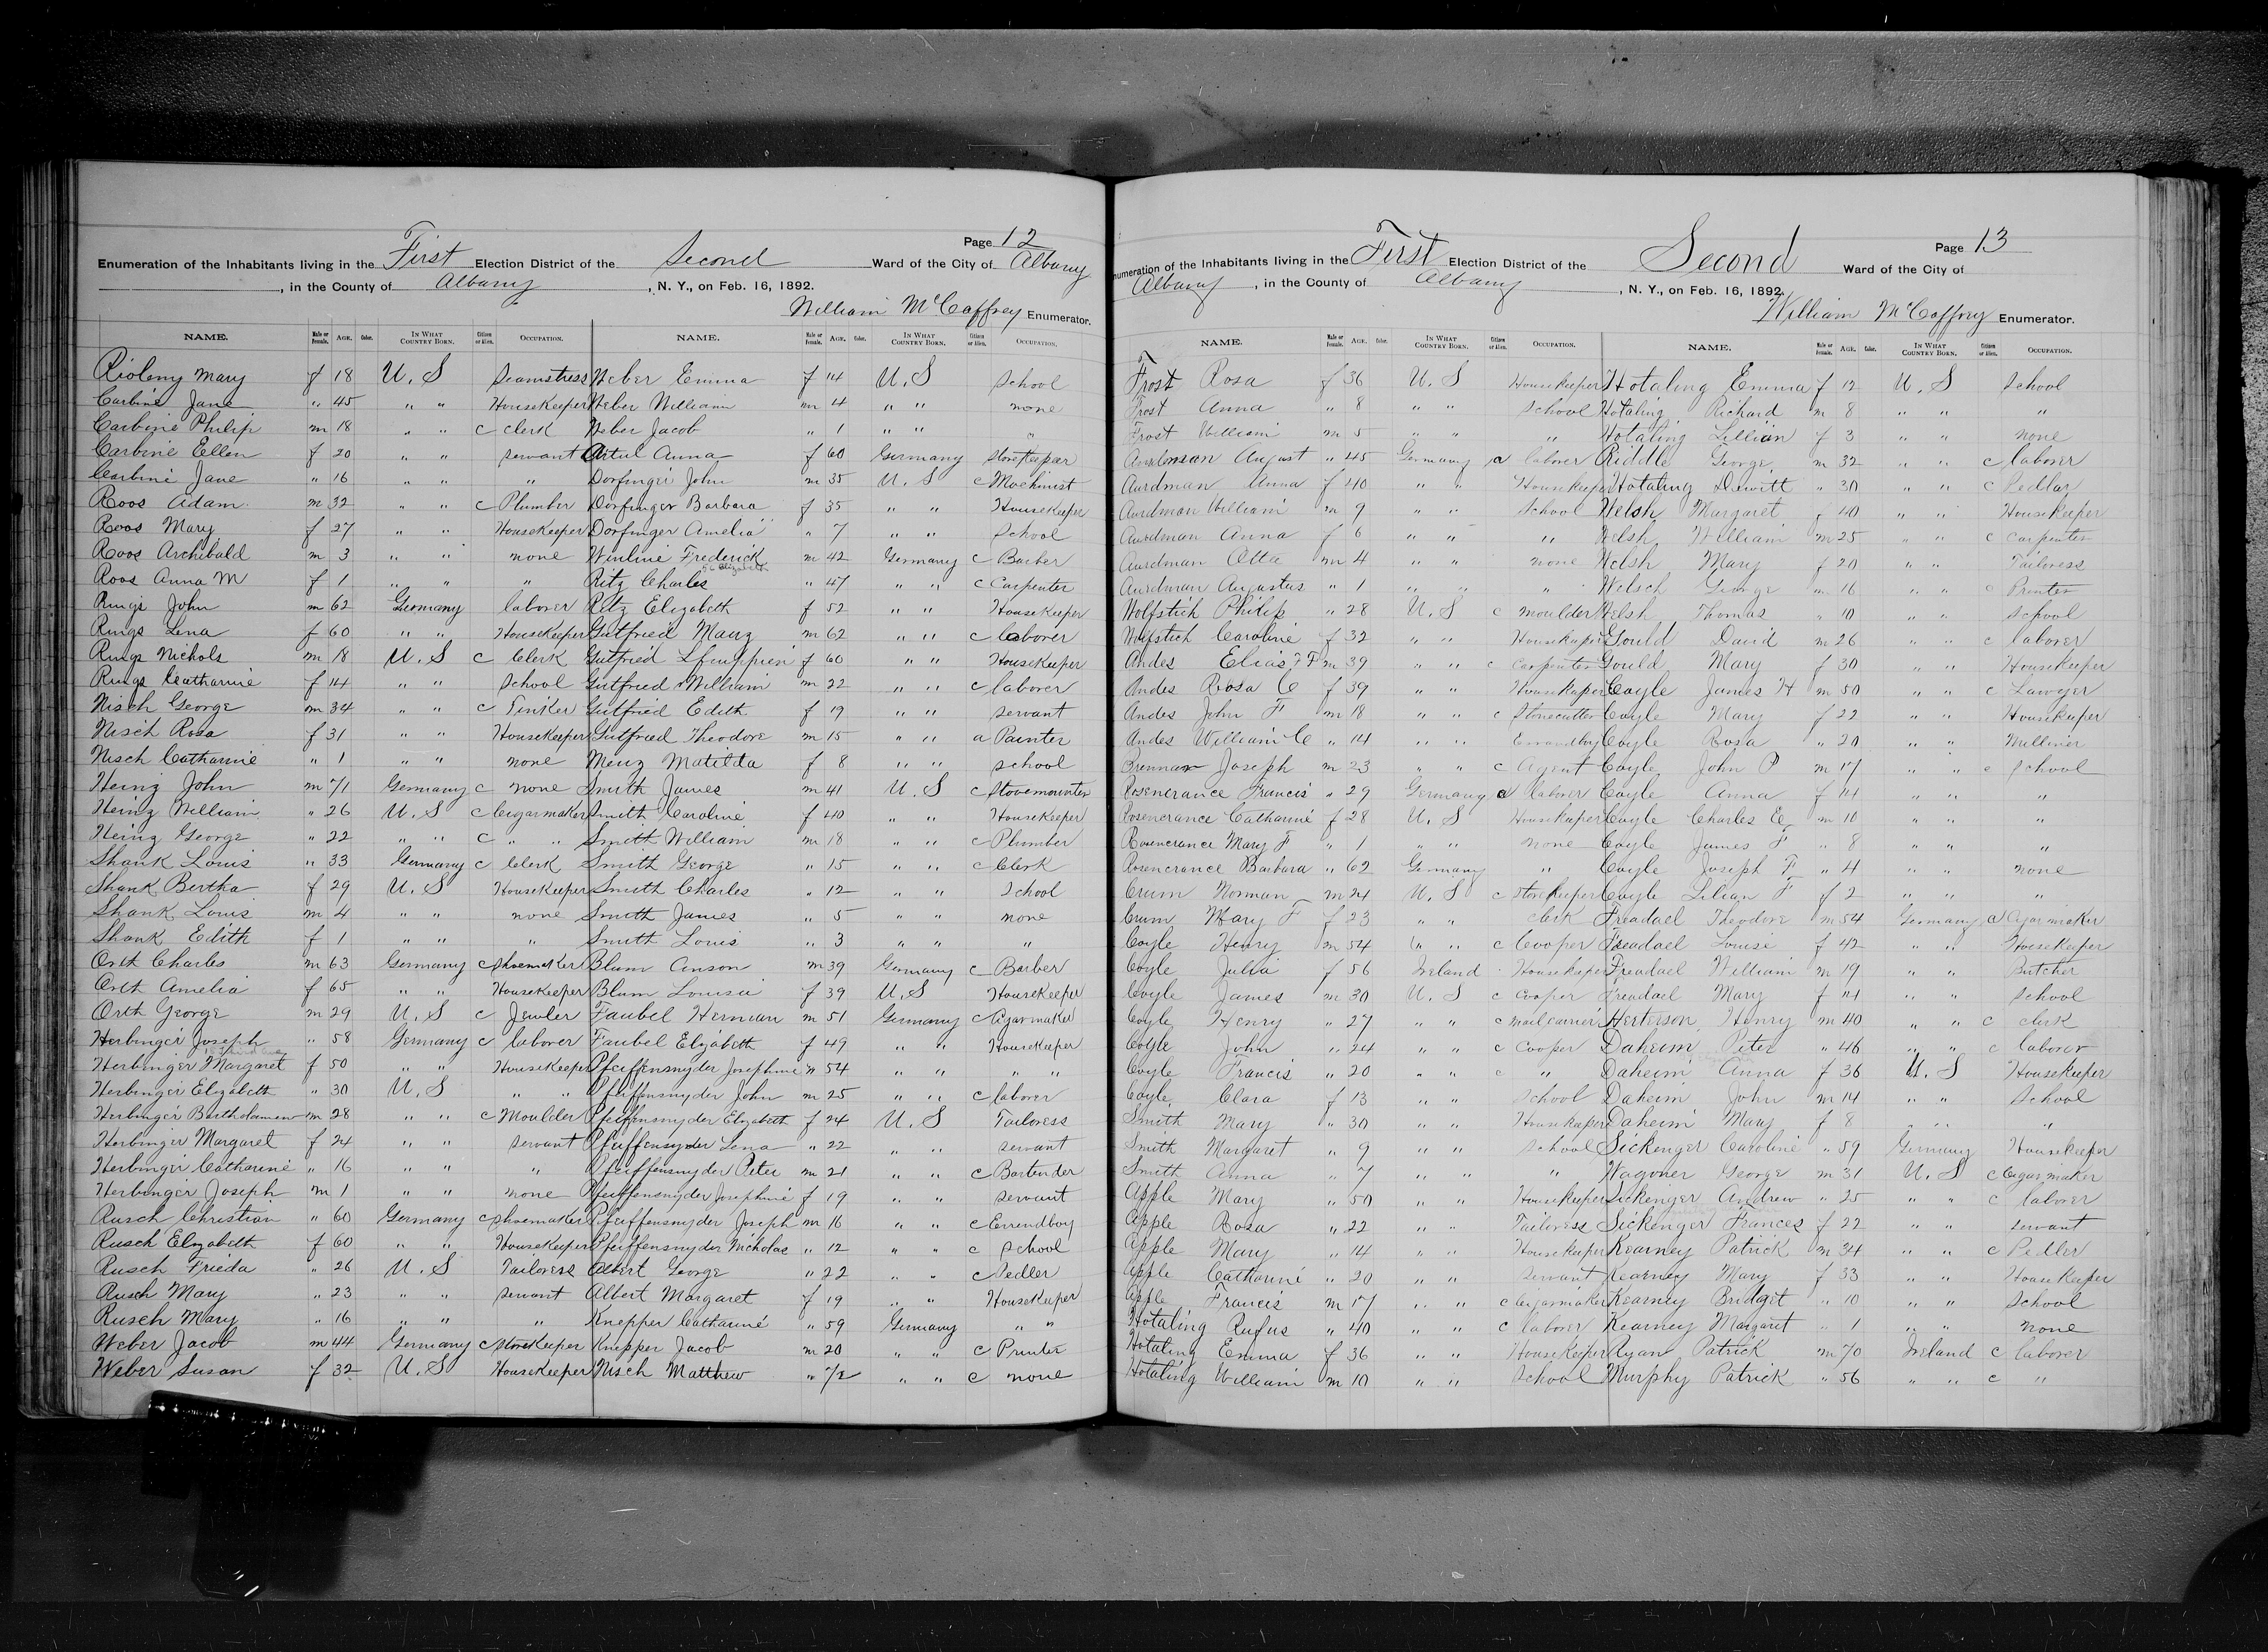 Page 12
Enumeration of the Inhabitants living in the First Election District of the Second Ward of the City of Albany
, in the County of Albany, N. Y., on Feb. 16, 1892.
William McCaffrey Enumerator.
NAME. Male or Female. AGE. Color. IN WHAT COUNTRY BORN. Citizen or Alien. OCCUPATION. NAME. Male or Female. AGE. Color. IN WHAT COUNTRY BORN. Citizen or Alien. OCCUPATION.
Mary f 18 U. S Seamstress Weber Emma f 14 U. S School
Carbine Jane " 45 " " HouseKeeper Weber William m 4 " " none
Carbine Philip m 18 " " c clerk Weber Jacob " 1 " " "
Carbine Ellen f 20 " " servant Anna f 60 Germany StoreKeeper
Carbine Jane " 16 " " " Dorfinger John m 35 U. S c Machinist
Roos Adam m 32 " " c Plumber Dorfinger Barbara f 35 " " HouseKeeper
Roos Mary f 27 " " HouseKeeper Dorfinger Amelia " 7 " " School
Roos Archibald m 3 " " none Frederick m 42 Germany c Barber
Roos Anna M f 1 " " " Ritz Charles " 47 " " c Carpenter
Rings John m 62 Germany laborer Ritz Elizabeth f 52 " " HouseKeeper
Rings Lena f 60 " " HouseKeeper Gutfried Mary m 62 " " c laborer
Rings Nichols m 18 U. S c Clerk Gutfried f 60 " " HouseKeeper
Rings Catharine f 14 " " School Gutfried William m 22 " " c laborer
Nisch George m 34 " " c Tinker Gutfried Edith f 19 " " servant
Nisch Rosa f 31 " " HouseKeeper Gutfried Theodore m 15 " " a Painter
Nisch Catharine " 1 " " none Menz Matilda f 8 " " school
Heinz John m 71 Germany c none Smith James m 41 U. S c Stovemounter
Heinz William " 26 U. S c Cigarmaker Smith Caroline f 40 " " HouseKeeper
Heinz George " 22 " " c " " Smith William m 18 " " c Plumber
Shank Louis " 33 Germany c Clerk Smith George " 15 " " c Clerk
Shank Bertha f 29 U. S HouseKeeper Smith Charles " 12 " " School
Shank Louis m 4 " " none Smith James " 5 " " none
Shank Edith f 1 " " " Smith Louis " 3 " " "
Orth Charles m 63 Germany c Shoemaker Blum Anson m 39 Germany c Barber
Orth Amelia f 65 " " HouseKeeper Blum Louisa f 39 U. S HouseKeeper
Orth George m 29 U. S c Jewler Faubel Herman m 51 Germany c Cigarmaker
Herbinger Joseph " 58 Germany c laborer Faubel Elizabeth f 49 " " HouseKeeper
Herbinger Margaret f 50 " " HouseKeeper Pfeiffensnyder Josephine " 54 " " " "
Herbinger Elizabeth " 30 U. S " " Pfeiffensnyder John m 25 " " c laborer
Herbinger Bartholamew m 28 " " c Moulder Pfeiffensnyder Elizabeth f 24 U. S Tailoress
Herbinger Margaret f 24 " " servant Pfeiffensnyder Lena " 22 " " servant
Herbinger Catharine " 16 " " " Pfeiffensnyder Peter m 21 " " c Bartender
Herbinger Joseph m 1 " " none Pfeiffensnyder Josephine f 19 " " servant
Rusch Christian " 60 Germany c Shoemaker Pfeiffensnyder Joseph m 16 " " c Errendboy
Rusch Elizabeth f 60 " " HouseKeeper Pfeiffensnyder Nicholas " 12 " " c School
Rusch Frieda " 26 U. S Tailoress Albert George " 22 " " c Pedler
Rusch Mary " 23 " " servant Albert Margaret f 19 " " HouseKeeper
Rusch Mary " 16 " " " Knepper Catharine " 59 Germany " "
Weber Jacob m 44 Germany c StoreKeeper Knepper Jacob m 20 " " c Printer
Weber Susan f 32 U. S HouseKeeper Nisch Matthew " 72 " " c none
Page 13
Enumeration of the Inhabitants living in the First Election District of the Second Ward of the City of
Albany, in the County of Albany, N. Y., on Feb. 16, 1892.
William McCaffrey Enumerator.
NAME. Male or Female. AGE. Color. IN WHAT COUNTRY BORN. Citizen or Alien. OCCUPATION. NAME. Male or Female. AGE. Color. IN WHAT COUNTRY BORN. Citizen or Alien. OCCUPATION.
Frost Rosa f 36 U. S Housekeeper Hotaling Emma f 12 U. S School
Frost Anna " 8 " " School Hotaling Richard m 8 " " "
Frost William m 5 " " " Hotaling Lillian f 3 " " none
Aurdman August " 45 Germany a laborer Riddle George m 32 " " c laborer
Aurdman Anna f 40 " " Housekeeper Hotaling Dewitt " 30 " " c Pedlar
Aurdman William m 9 " " School Welsh Margaret f 40 " " Housekeeper
Aurdman Anna f 6 " " " Welsh William m 25 " " c carpenter
Aurdman Otta m 4 " " none Welsh Mary f 20 " " Tailoress
Aurdman Augustus " 1 " " " Welsch George m 16 " " c Printer
Wolfstich Philip " 28 U. S c moulder Welsh Thomas " 10 " " School
Wolfstich Caroline f 32 " " Housekeeper Gould David m 26 " " c laborer
Andes Elias F m 39 " " c carpenter Gould Mary f 30 " " Housekeeper
Andes Rosa C f 39 " " Housekeeper Coyle James H m 50 " " c Lawyer
Andes John F m 18 " " c Stonecutter Coyle Mary f 22 " " Housekeeper
Andes William C " 14 " " Errandboy Coyle Rosa " 20 " " Milliner
Brennan Joseph m 23 " " c Agent Coyle John P m 17 " " c School
Rosencrance Francis " 29 Germany a laborer Coyle Anna f 14 " " "
Rosencrance Catharine f 28 U. S Housekeeper Coyle Charles E m 10 " " "
Rosencrance Mary F " 1 " " none Coyle James F " 8 " " "
Rosencrance Barbara " 62 Germany " Coyle Joseph F " 4 " " none
Crum Norman m 24 U. S c Storekeeper Coyle Lilian F f 2 " " "
Crum Mary F f 23 " " clerk Freadael Theodore m 54 Germany c Cigarmaker
Coyle Henry m 54 " " c Cooper Freadael Louise f 42 " " Housekeeper
Coyle Julia f 56 Ireland Housekeeper Freadael William m 19 " " Butcher
Coyle James m 30 U. S c Cooper Freadael Mary f 14 " " School
Coyle Henry " 27 " " c mail carrier Herterson Henry m 40 " " c clerk
Coyle John " 24 " " c Cooper Daheim Peter " 46 " " c laborer
Coyle Francis " 20 " " c " Daheim Anna f 36 U. S Housekeeper
Coyle Clara f 13 " " School Daheim John m 14 " " School
Smith Mary " 30 " " Housekeeper Daheim Mary f 8 " " "
Smith Margaret " 9 " " School Sickenger Caroline " 59 Germany Housekeeper
Smith Anna " 7 " " " Wagoner George m 31 U. S c Cigarmaker
Apple Mary " 50 " " Housekeeper Sickenger Andrew " 25 " " c laborer
Apple Rosa " 22 " " Tailoress Sickenger Frances f 22 " " servant
Apple Mary " 14 " " Housekeeper Kearney Patrick m 34 " " c Pedler
Apple Catharine " 20 " " servant Kearney Mary f 33 " " HouseKeeper
Apple Francis m 17 " " c Cigarmaker Kearney Bridget " 10 " " School
Hotaling Rufus " 40 " " c laborer Kearney Margaret " 1 " " none
Hotaling Emma f 36 " " HouseKeeper Ryan Patrick m 70 Ireland c laborer
Hotaling William m 10 " " School Murphy Patrick " 56 " " c "